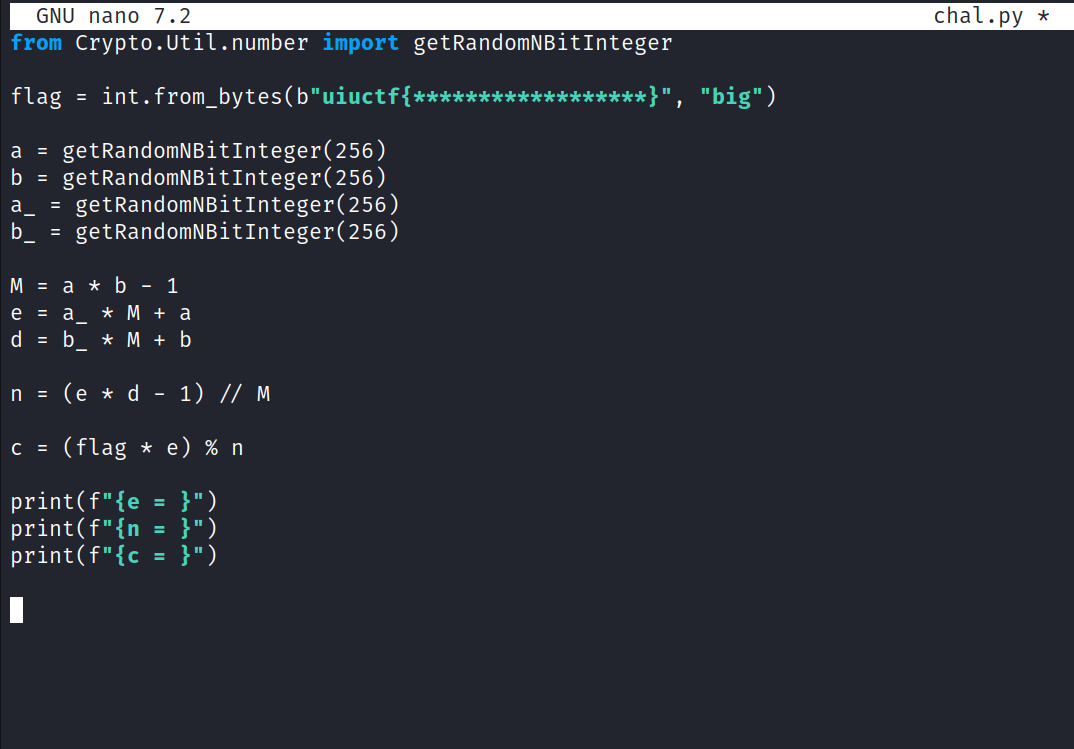 GNU nano 7.2 chal.py *
from Crypto.Util.number import getRandomNBitInteger
flag = int.from_bytes(b"uiuctf{******************}", "big")
a = getRandomNBitInteger(256)
b = getRandomNBitInteger(256)
a_ = getRandomNBitInteger(256)
b_ = getRandomNBitInteger(256)
M = a * b - 1
e = a_ * M + a
d = b_ * M + b
n = (e * d - 1) // M
c = (flag * e) % n
print(f"{e = }")
print(f"{n = }")
print(f"{c = }")